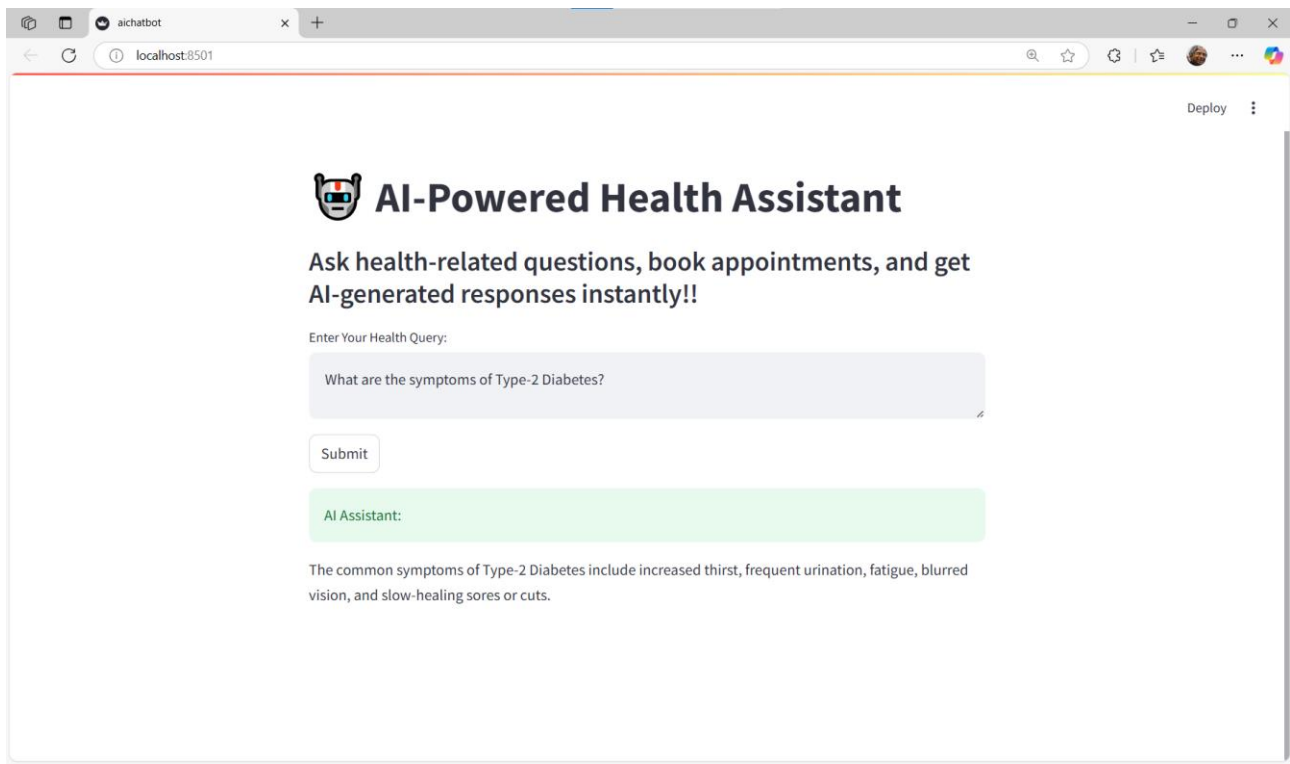 aichatbot
localhost:8501
Deploy
AI-Powered Health Assistant
Ask health-related questions, book appointments, and get
AI-generated responses instantly!!
Enter Your Health Query:
What are the symptoms of Type-2 Diabetes?
Submit
AI Assistant:
The common symptoms of Type-2 Diabetes include increased thirst, frequent urination, fatigue, blurred
vision, and slow-healing sores or cuts.